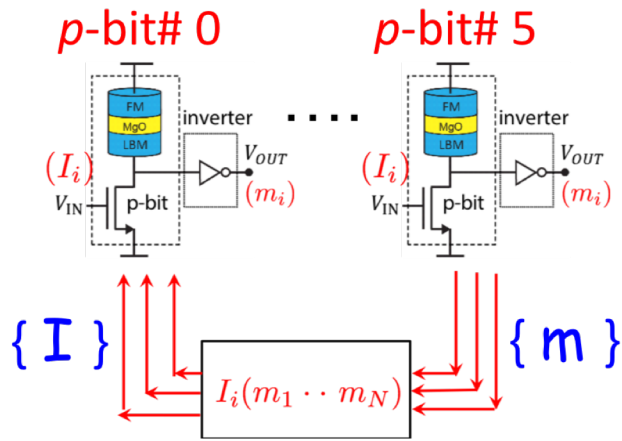 p-bit# 0
p-bit# 5
FM
MgO
LBM
inverter
V_OUT
(I_i)
(m_i)
V_IN
p-bit
. . . .
FM
MgO
LBM
inverter
V_OUT
(I_i)
(m_i)
V_IN
p-bit
{ I }
I_i(m_1 · · m_N)
{ m }